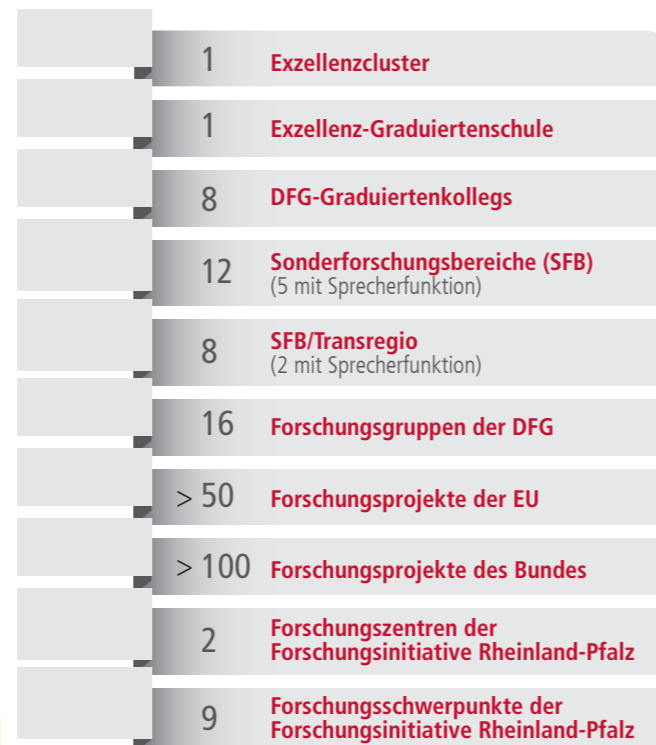 1 Exzellenzcluster
1 Exzellenz-Graduiertenschule
8 DFG-Graduiertenkollegs
12 Sonderforschungsbereiche (SFB)
(5 mit Sprecherfunktion)
8 SFB/Transregio
(2 mit Sprecherfunktion)
16 Forschungsgruppen der DFG
> 50 Forschungsprojekte der EU
> 100 Forschungsprojekte des Bundes
2 Forschungszentren der
Forschungsinitiative Rheinland-Pfalz
9 Forschungsschwerpunkte der
Forschungsinitiative Rheinland-Pfalz